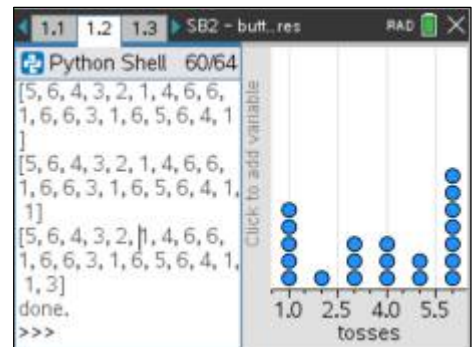 1.1 1.2 1.3 SB2 - butt...res RAD
Python Shell 60/64
[5, 6, 4, 3, 2, 1, 4, 6, 6,
1, 6, 6, 3, 1, 6, 5, 6, 4, 1
]
[5, 6, 4, 3, 2, 1, 4, 6, 6,
1, 6, 6, 3, 1, 6, 5, 6, 4, 1,
1]
[5, 6, 4, 3, 2, 1, 4, 6, 6,
1, 6, 6, 3, 1, 6, 5, 6, 4, 1,
1, 3]
done.
>>>
Click to add variable
1.0 2.5 4.0 5.5
tosses